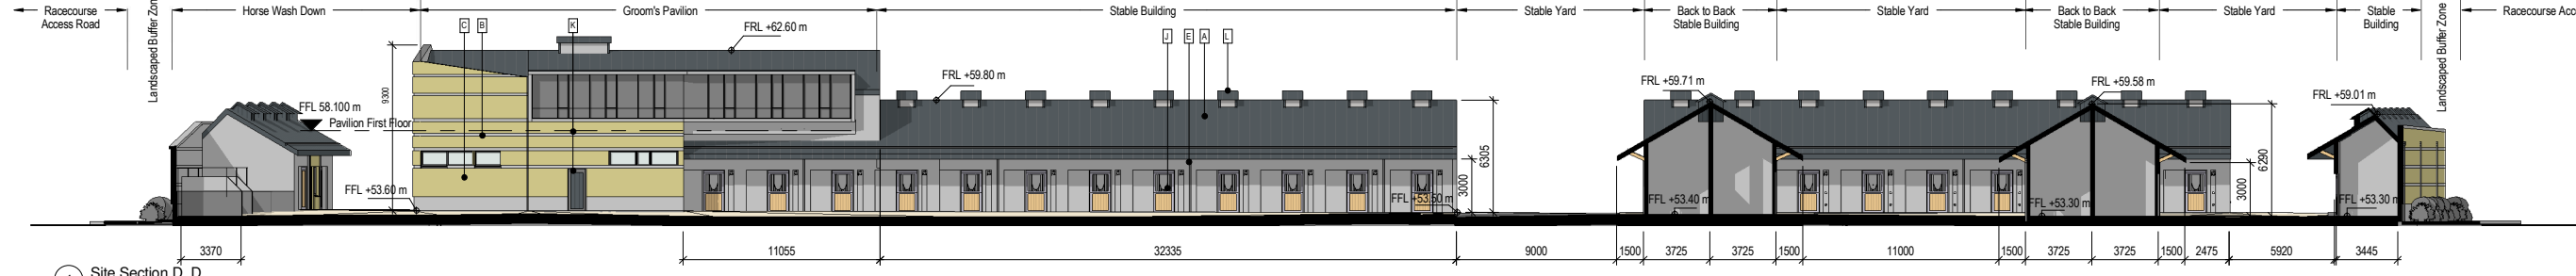 Racecourse
Access Road
Landscaped Buffer Zon
Horse Wash Down
Groom's Pavilion
Stable Building
Stable Yard
Back to Back
Stable Building
Stable Yard
Back to Back
Stable Building
Stable Yard
Stable
Building
Landscaped Buffer Zone
Racecourse Acc
C
B
K
FRL +62.60 m
J
E
A
L
9300
FFL 58.100 m
Pavilion First Floor
FRL +59.80 m
FRL +59.71 m
FRL +59.58 m
FRL +59.01 m
6305
3000
6290
3000
FFL +53.60 m
FFL +53.50 m
FFL +53.40 m
FFL +53.30 m
FFL +53.30 m
3370
11055
32335
9000
1500
3725
3725
1500
11000
1500
3725
3725
1500
2475
5920
3445
Site Section D_D